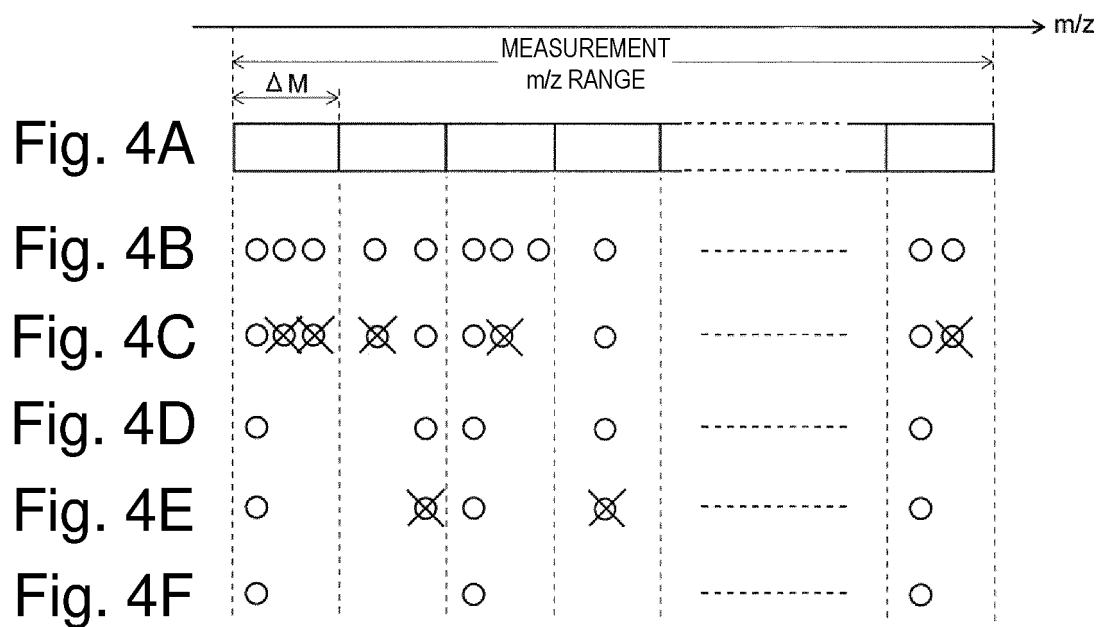 m/z
MEASUREMENT
m/z RANGE
ΔM
Fig. 4A
Fig. 4B
Fig. 4C
Fig. 4D
Fig. 4E
Fig. 4F